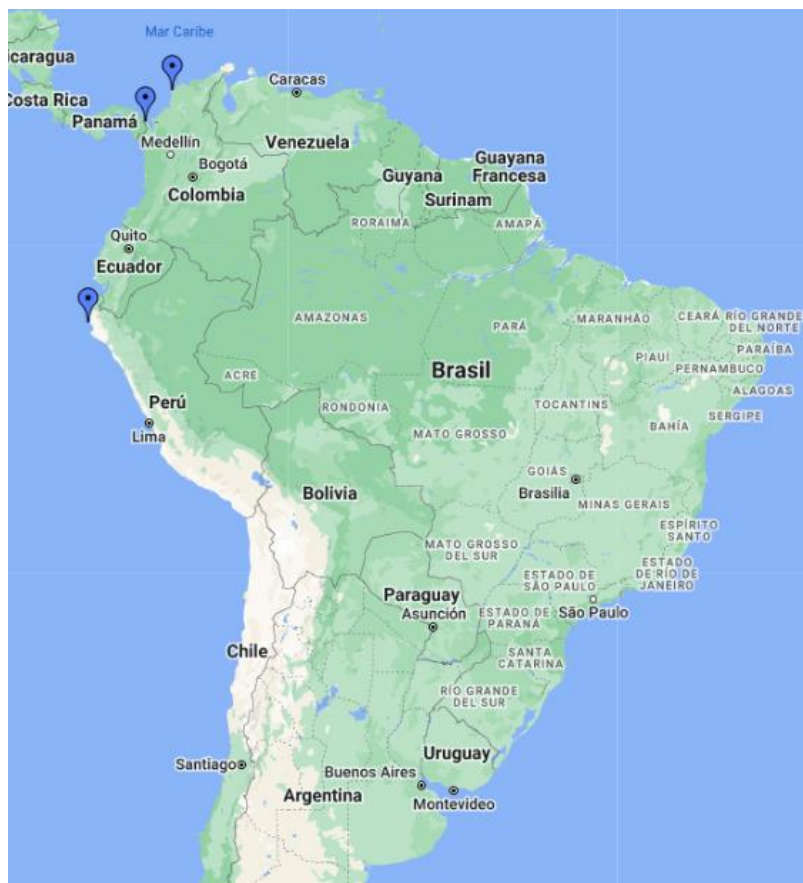 Mar Caribe
icaragua
Costa Rica
Panamá
Caracas
Medellín
Venezuela
Bogotá
Colombia
Guyana
Guayana
Francesa
Surinam
RORAIMA
AMAPÁ
Quito
Ecuador
AMAZONAS
PARÁ
MARANHÃO
CEARÁ
RÍO GRANDE
DEL NORTE
PARAÍBA
PIAUÍ
PERNAMBUCO
ACRE
Brasil
ALAGOAS
Perú
RONDONIA
TOCANTINS
SERGIPE
Lima
MATO GROSSO
BAHÍA
GOIÁS
Bolivia
Brasilia
MINAS GERAIS
ESPÍRITO
SANTO
MATO GROSSO
DEL SUR
ESTADO
DE RÍO DE
JANEIRO
ESTADO DE
SÃO PAULO
Paraguay
São Paulo
Asunción
ESTADO DE
PARANÁ
Chile
SANTA
CATARINA
RÍO GRANDE
DEL SUR
Uruguay
Santiago
Buenos Aires
Argentina
Montevideo